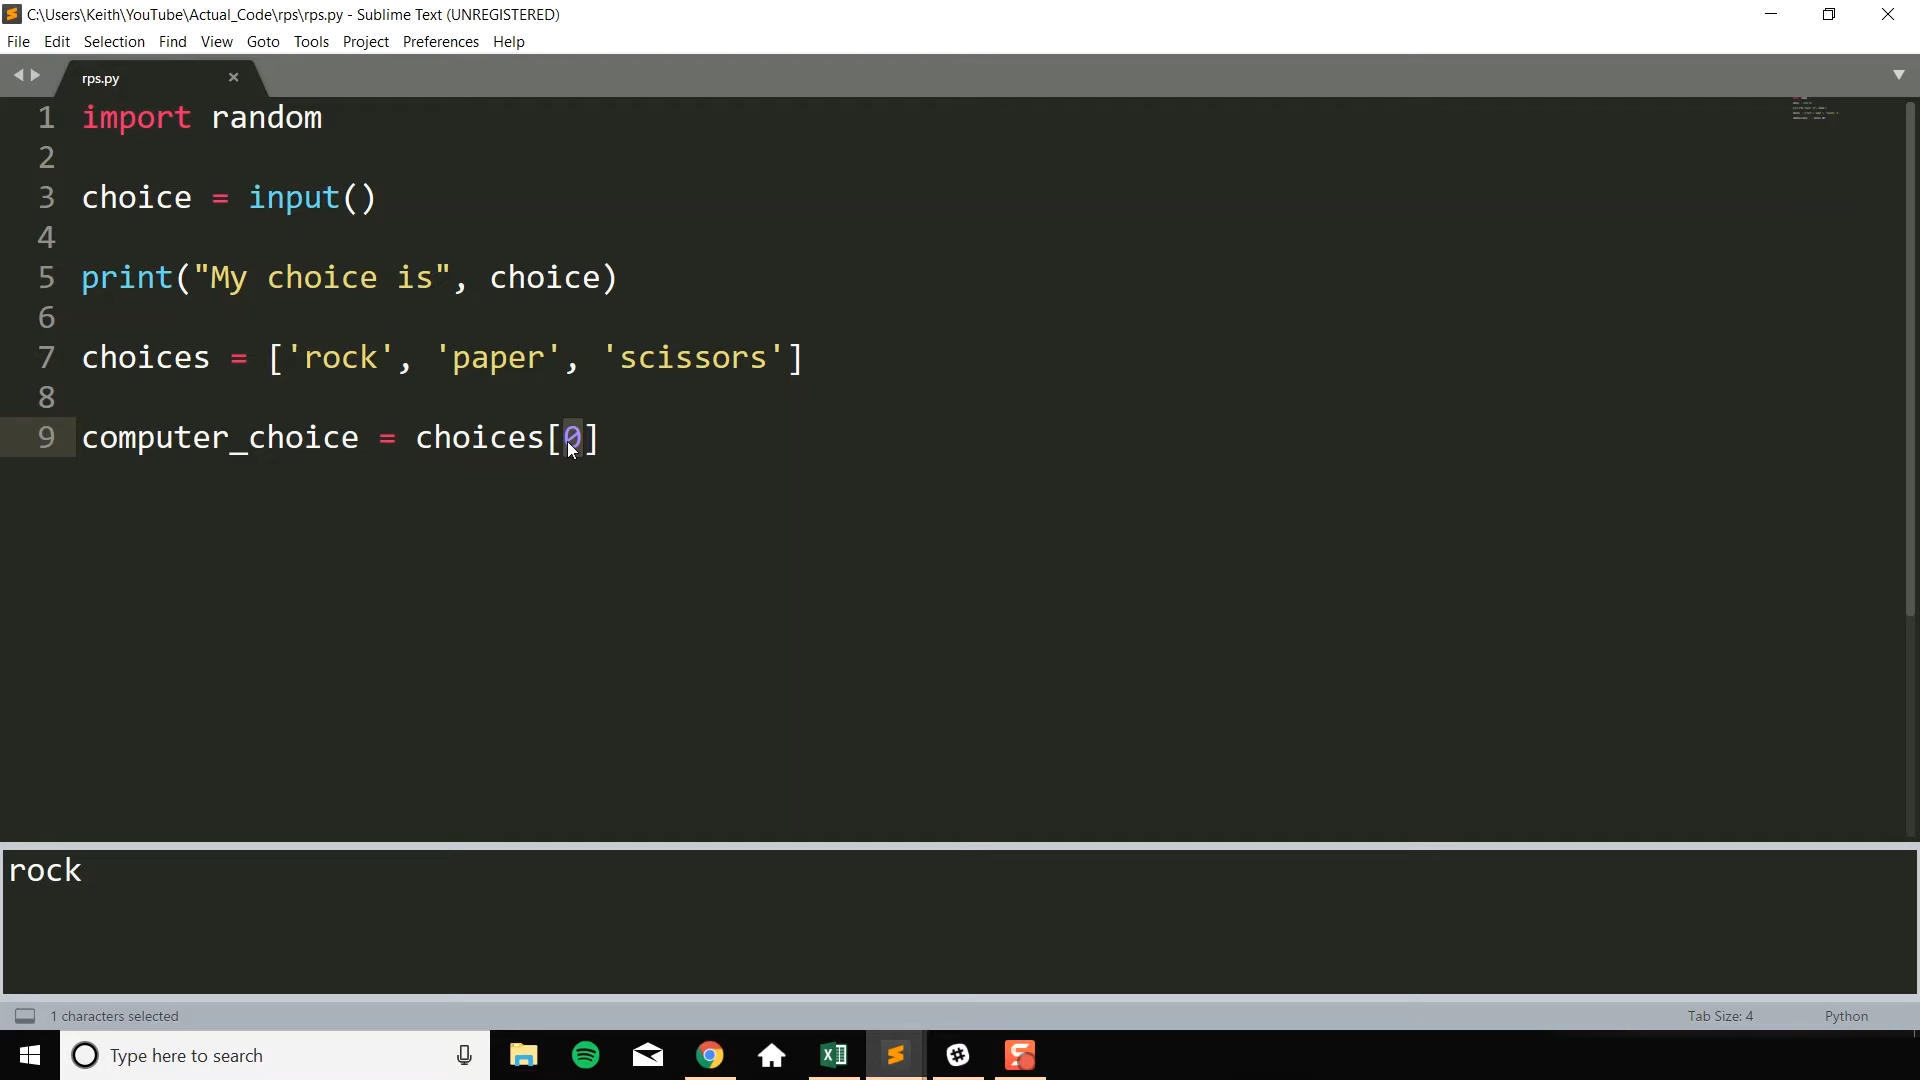 C:\Users\Keith\YouTube\Actual_Code\rps\rps.py - Sublime Text (UNREGISTERED)
File Edit Selection Find View Goto Tools Project Preferences Help
rps.py
1 import random
2
3 choice = input()
4
5 print("My choice is", choice)
6
7 choices = ['rock', 'paper', 'scissors']
8
9 computer_choice = choices[0]
rock
1 characters selected Tab Size: 4 Python
Type here to search